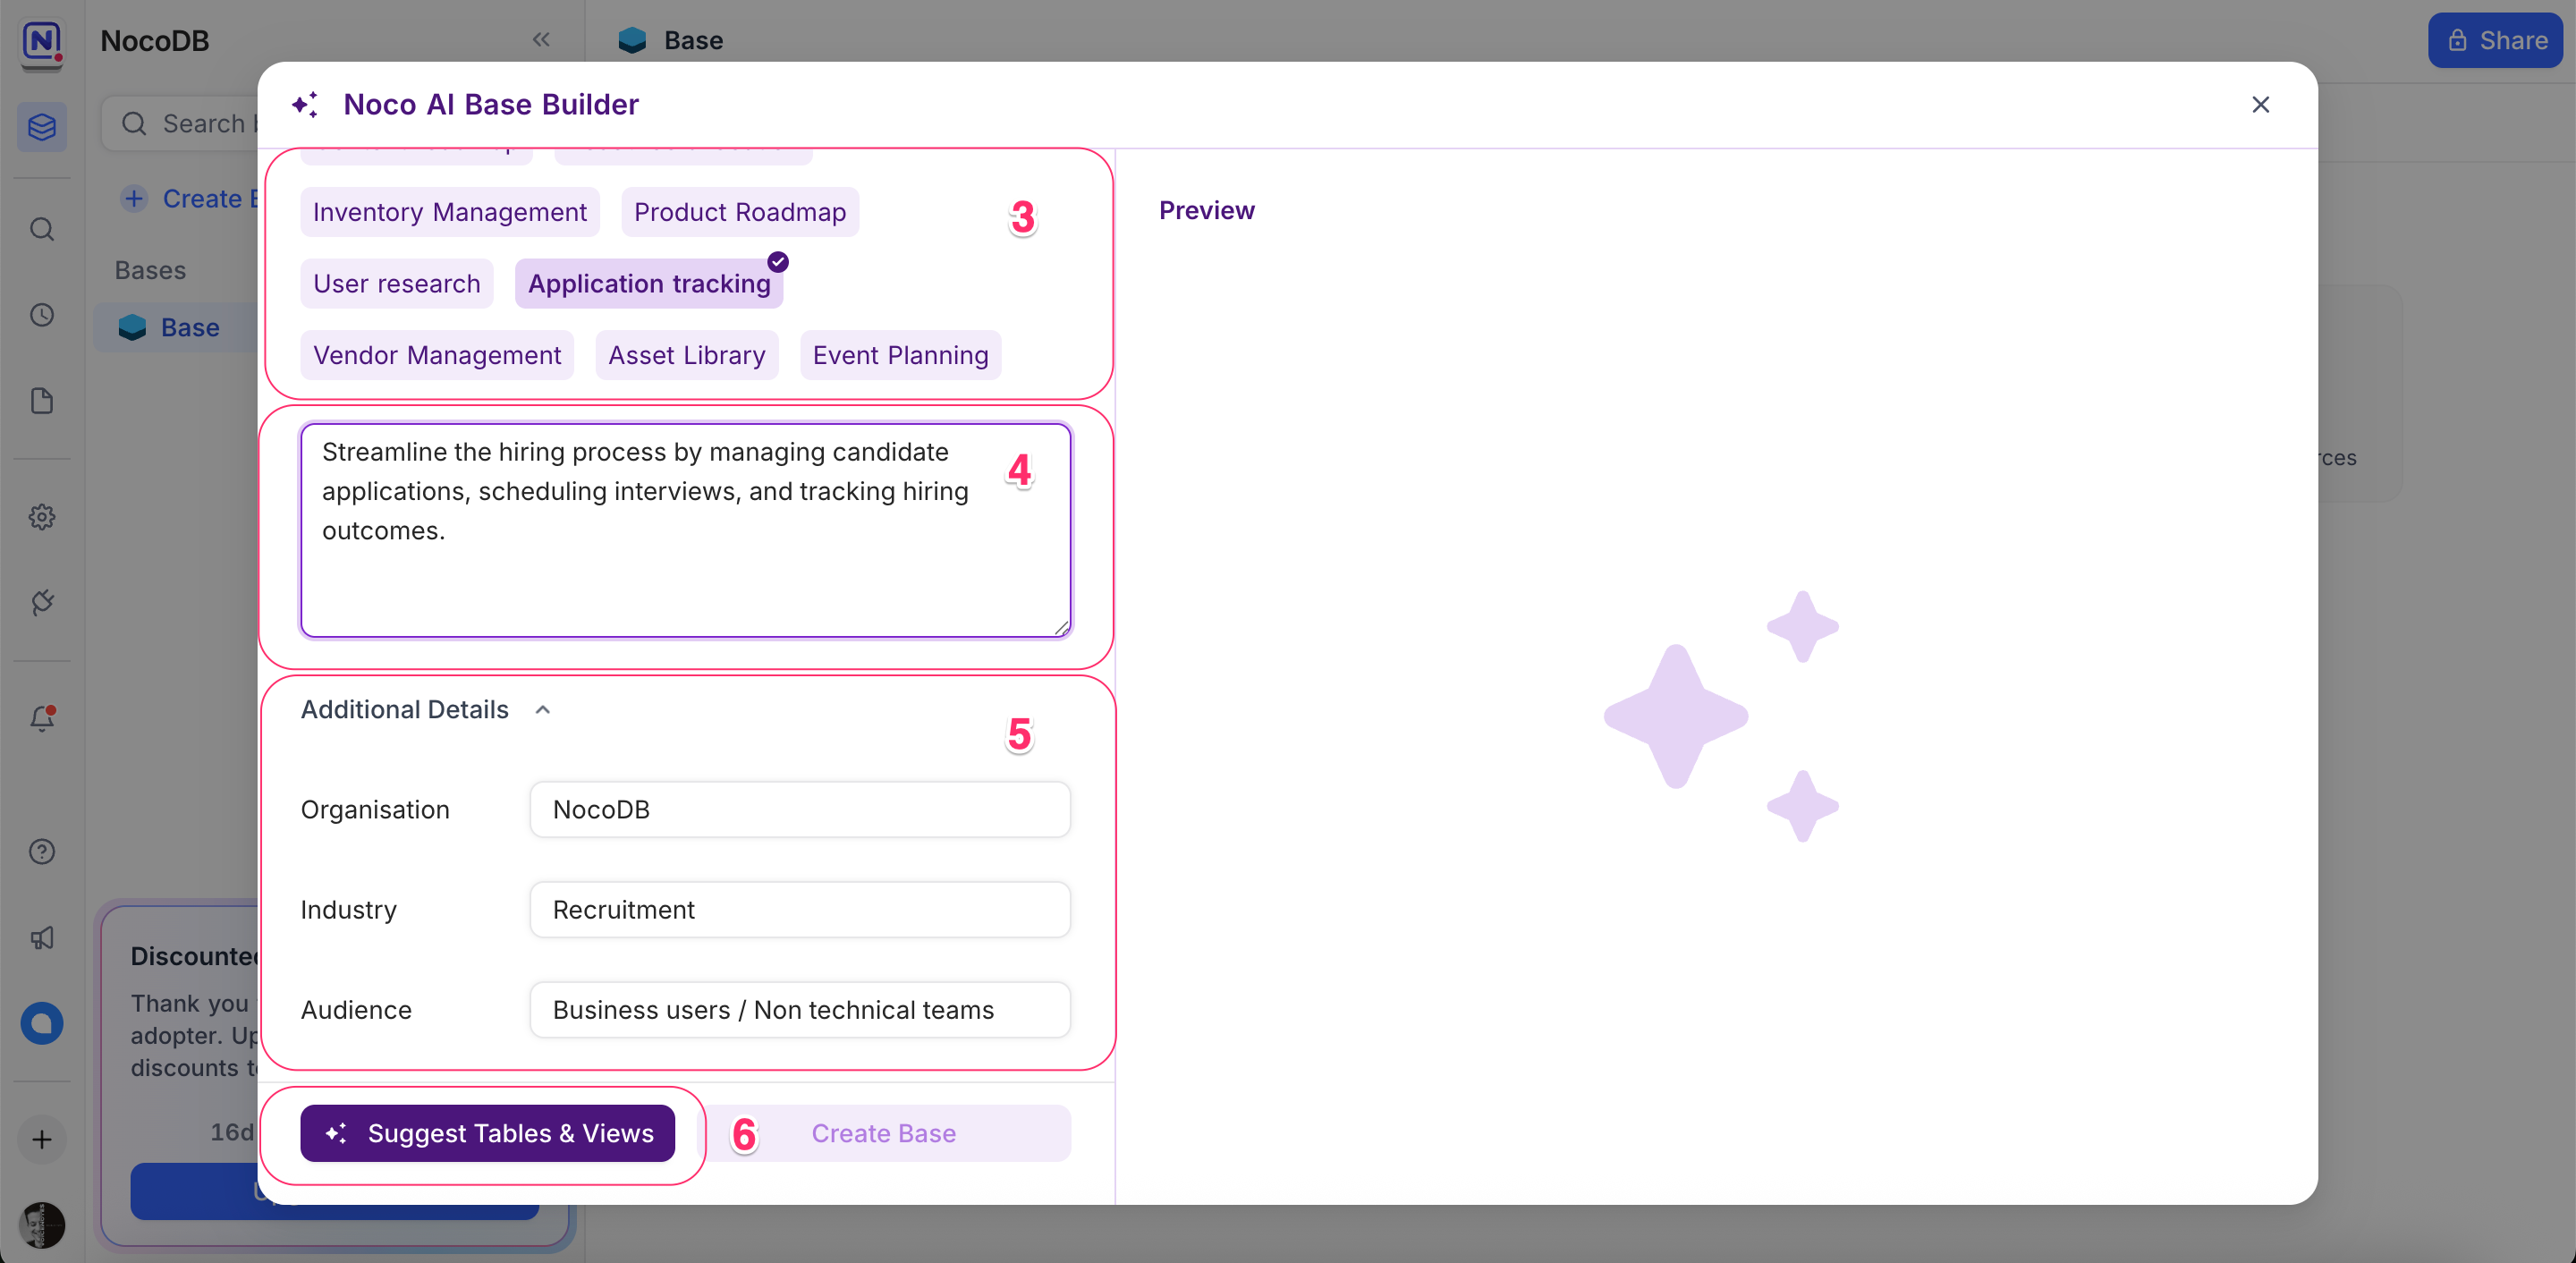 NocoDB
Base
Share
Noco AI Base Builder
Search
Create
Inventory Management
Product Roadmap
3
Preview
User research
Application tracking
Bases
Base
Vendor Management
Asset Library
Event Planning
Streamline the hiring process by managing candidate
applications, scheduling interviews, and tracking hiring
outcomes.
4
Additional Details
5
Organisation
NocoDB
Industry
Recruitment
Audience
Business users / Non technical teams
Thank you
adopter.
discounts
16d
Suggest Tables & Views
6
Create Base